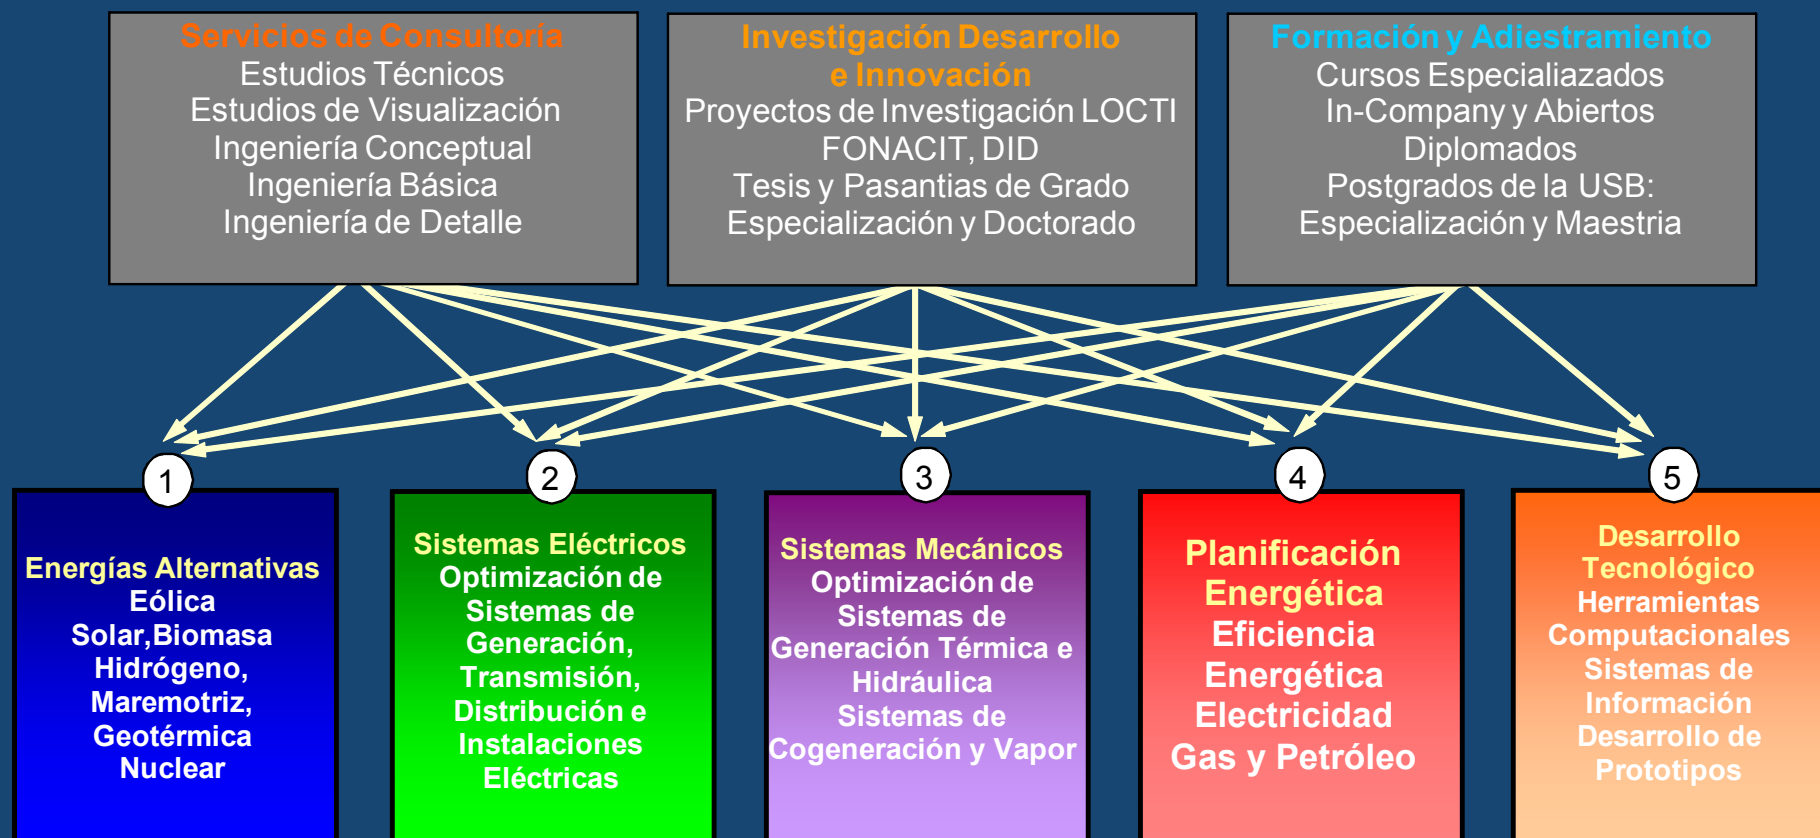 Servicios de Consultoría
Estudios Técnicos
Estudios de Visualización
Ingeniería Conceptual
Ingeniería Básica
Ingeniería de Detalle
Investigación Desarrollo
e Innovación
Proyectos de Investigación LOCTI
FONACIT, DID
Tesis y Pasantias de Grado
Especialización y Doctorado
Formación y Adiestramiento
Cursos Especialiazados
In-Company y Abiertos
Diplomados
Postgrados de la USB:
Especialización y Maestria
1
Energías Alternativas
Eólica
Solar,Biomasa
Hidrógeno,
Maremotriz,
Geotérmica
Nuclear
2
Sistemas Eléctricos
Optimización de
Sistemas de
Generación,
Transmisión,
Distribución e
Instalaciones
Eléctricas
3
Sistemas Mecánicos
Optimización de
Sistemas de
Generación Térmica e
Hidráulica
Sistemas de
Cogeneración y Vapor
4
Planificación
Energética
Eficiencia
Energética
Electricidad
Gas y Petróleo
5
Desarrollo
Tecnológico
Herramientas
Computacionales
Sistemas de
Información
Desarrollo de
Prototipos